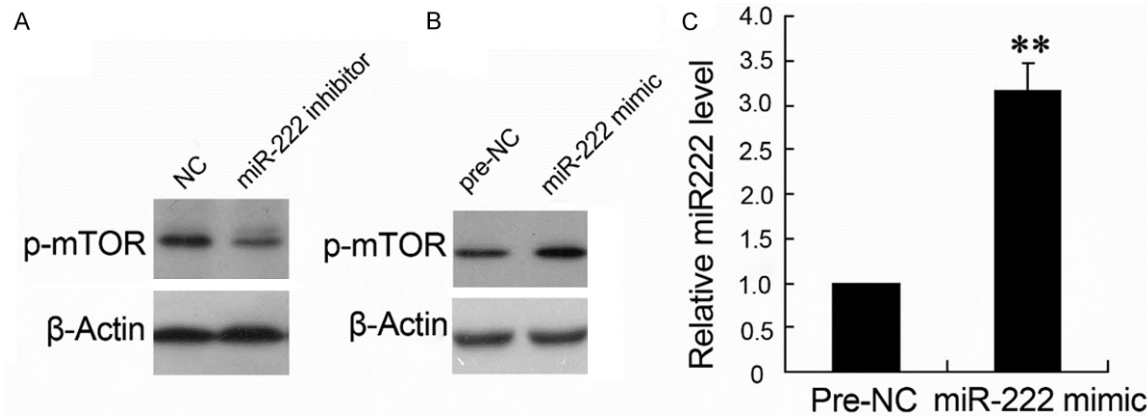 A
NC
miR-222 inhibitor
p-mTOR
β-Actin
B
pre-NC
miR-222 mimic
p-mTOR
β-Actin
C
Relative miR222 level
4.0
3.5
3.0
2.5
2.0
1.5
1.0
0.5
0
**
Pre-NC
miR-222 mimic